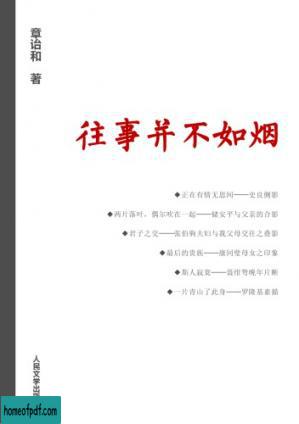 章诒和 著
往事并不如烟
◆正在有情无思间——史良侧影
◆两片落叶，偶尔吹在一起——储安平与父亲的合影
◆君子之交——张伯驹夫妇与我父母交往之叠影
◆最后的贵族——康同璧母女之印象
◆斯人寂寞——聂绀弩晚年片断
◆一片青山了此身——罗隆基素描
人民文学出版
homeofpdf.com